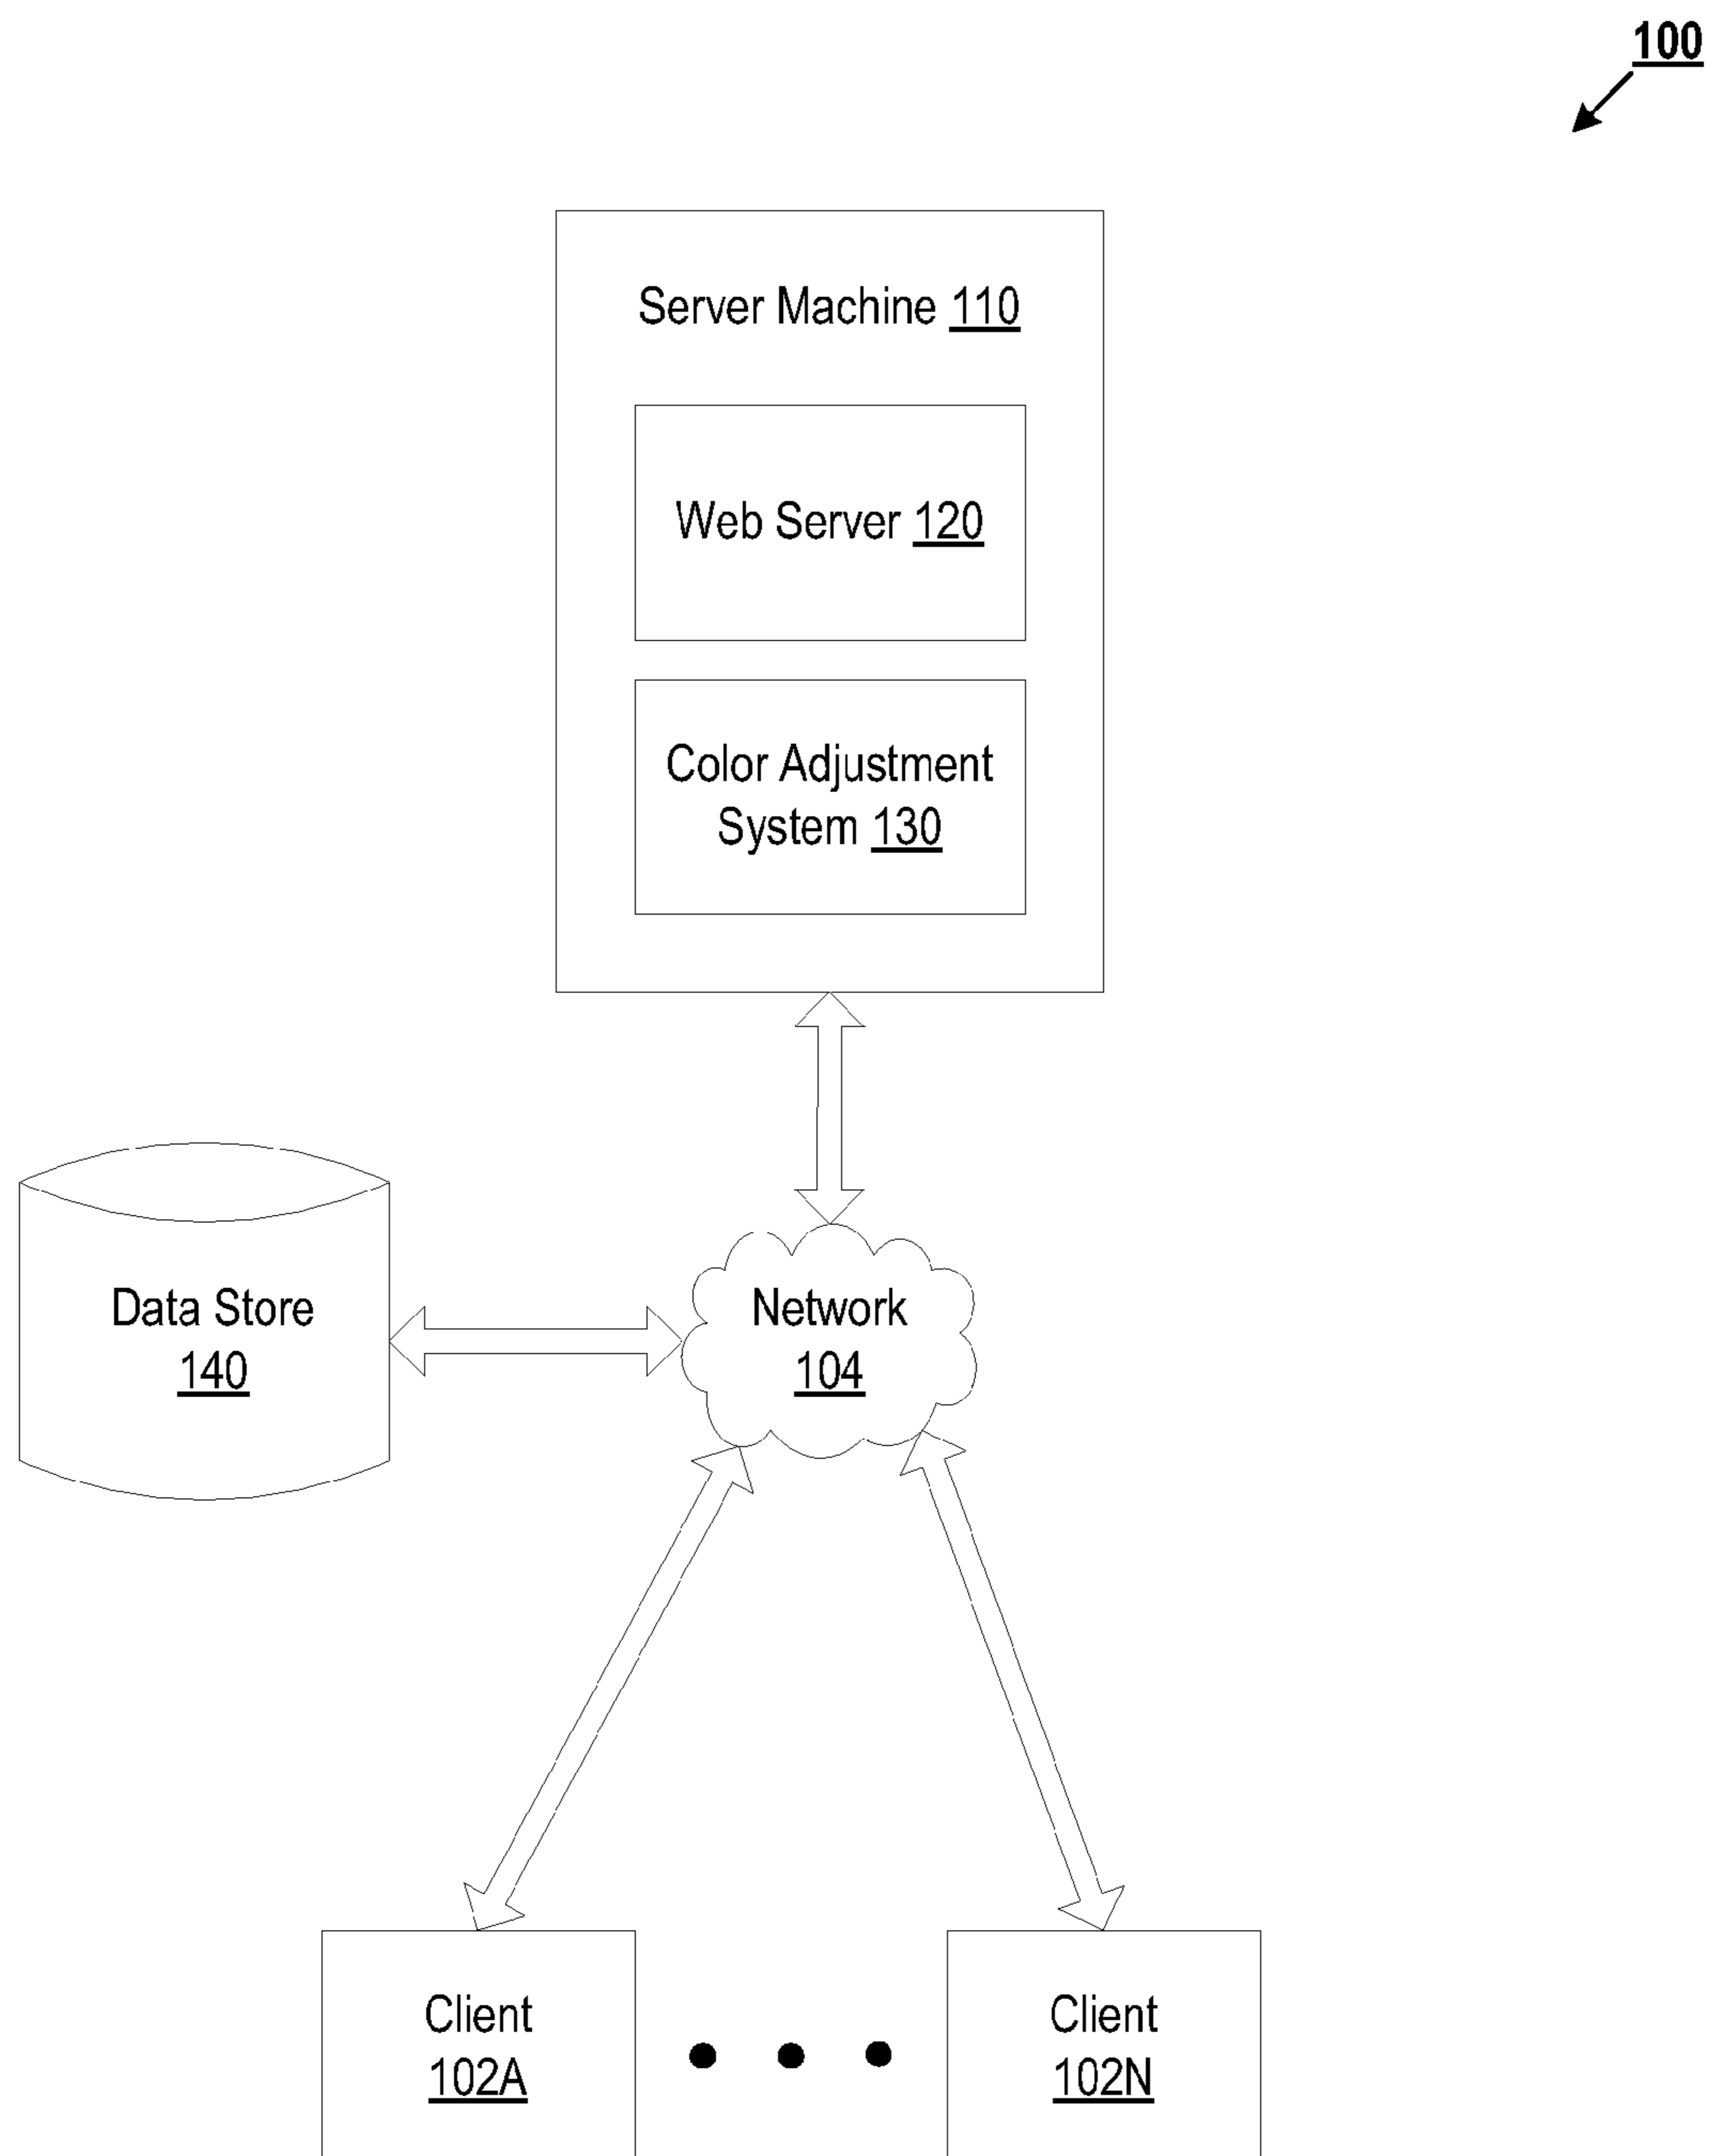 100
Server Machine 110
Web Server 120
Color Adjustment
System 130
Data Store
140
Network
104
Client
102A
Client
102N